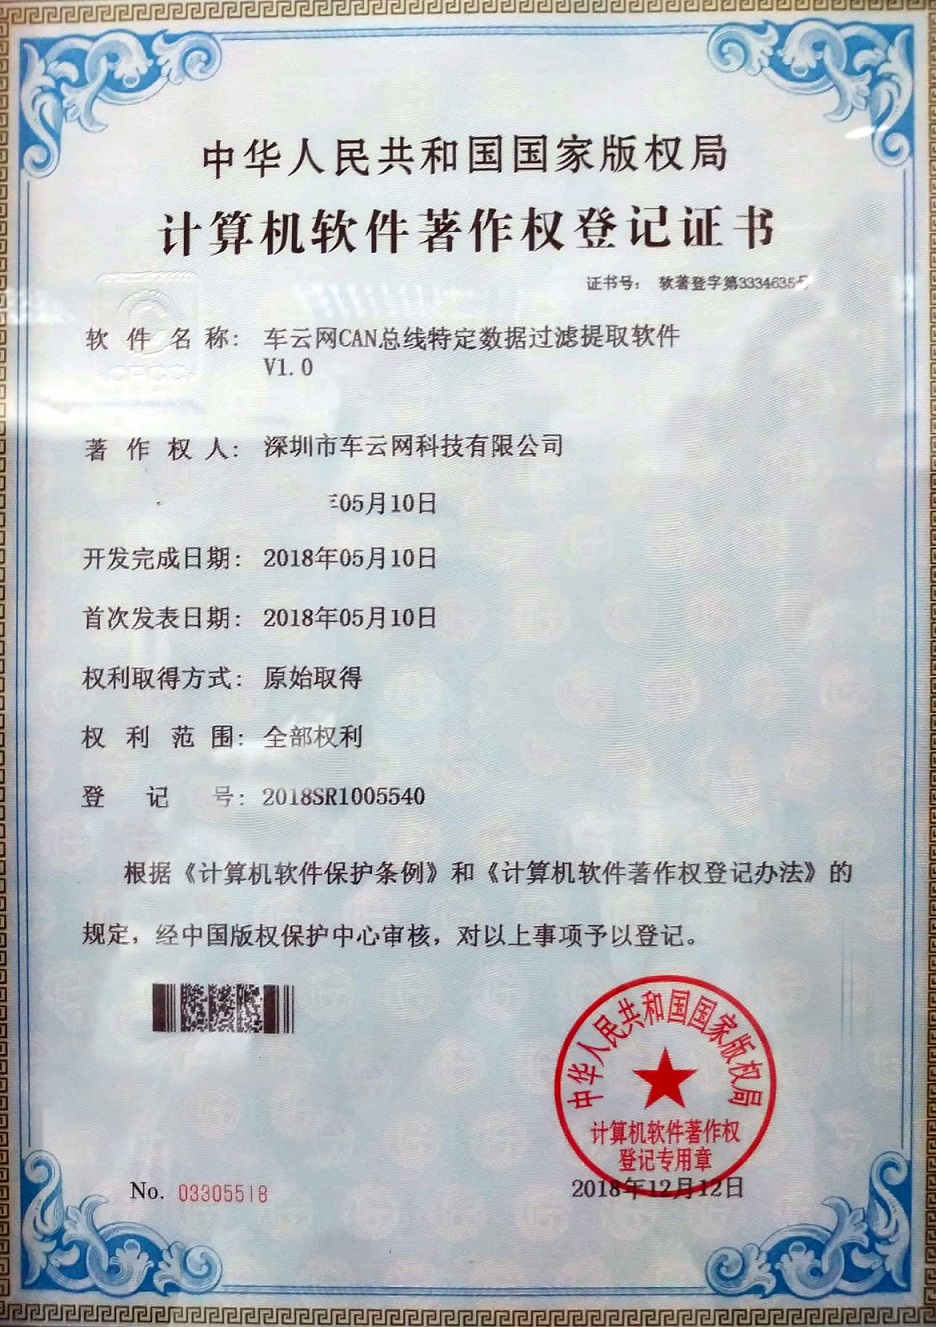 中华人民共和国国家版权局
计算机软件著作权登记证书
证书号： 软著登字第3334635号
软件名称： 车云网CAN总线特定数据过滤提取软件
V1.0
著作权人： 深圳市车云网科技有限公司
05月10日
开发完成日期： 2018年05月10日
首次发表日期： 2018年05月10日
权利取得方式： 原始取得
权利范围： 全部权利
登记号： 2018SR1005540
根据《计算机软件保护条例》和《计算机软件著作权登记办法》的
规定，经中国版权保护中心审核，对以上事项予以登记。
中华人民共和国国家版权局
计算机软件著作权
登记专用章
No. 03305518
2018年12月12日